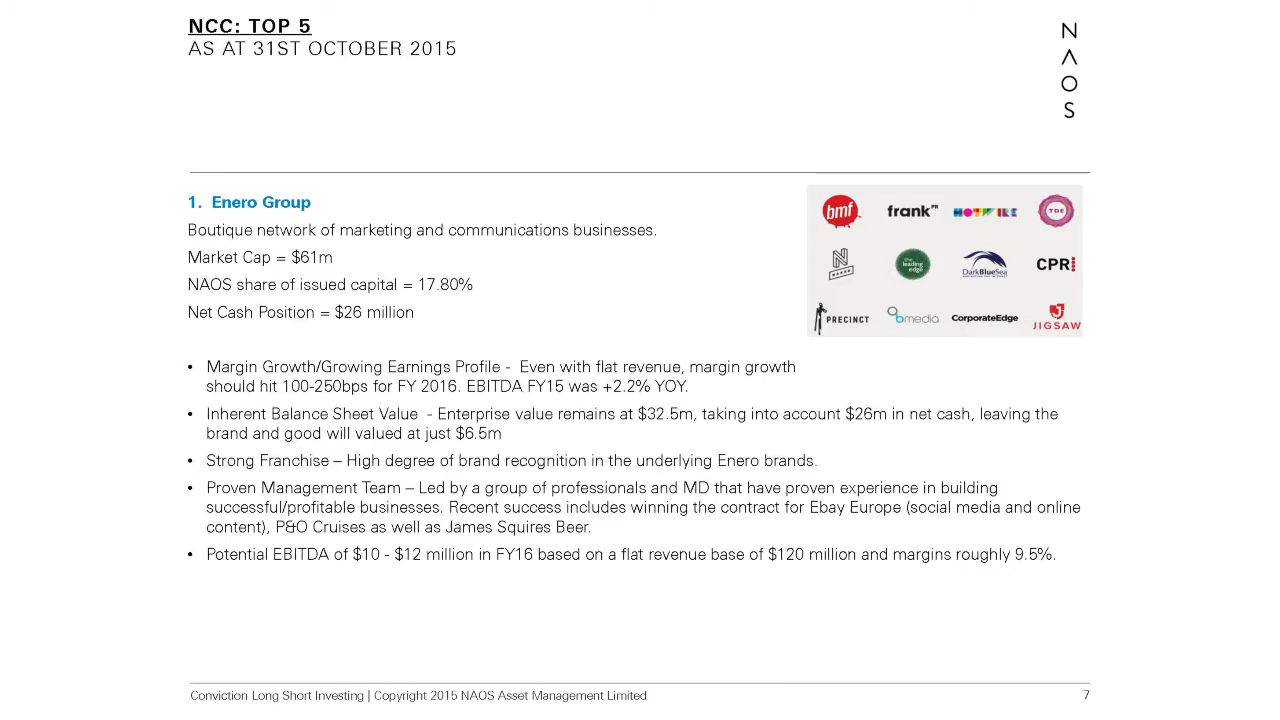 NCC: TOP 5
AS AT 31ST OCTOBER 2015
N
Λ
O
S
1. Enero Group
Boutique network of marketing and communications businesses.
Market Cap = $61m
NAOS share of issued capital = 17.80%
Net Cash Position = $26 million
bmf
frank PR
HOTWIRE
TDE
N
the leading edge
DarkBlueSea
CPR
PRECINCT
obmedia
CorporateEdge
JIGSAW
• Margin Growth/Growing Earnings Profile - Even with flat revenue, margin growth
should hit 100-250bps for FY 2016. EBITDA FY15 was +2.2% YOY.
• Inherent Balance Sheet Value - Enterprise value remains at $32.5m, taking into account $26m in net cash, leaving the
brand and good will valued at just $6.5m
• Strong Franchise – High degree of brand recognition in the underlying Enero brands.
• Proven Management Team – Led by a group of professionals and MD that have proven experience in building
successful/profitable businesses. Recent success includes winning the contract for Ebay Europe (social media and online
content), P&O Cruises as well as James Squires Beer.
• Potential EBITDA of $10 - $12 million in FY16 based on a flat revenue base of $120 million and margins roughly 9.5%.
Conviction Long Short Investing | Copyright 2015 NAOS Asset Management Limited
7